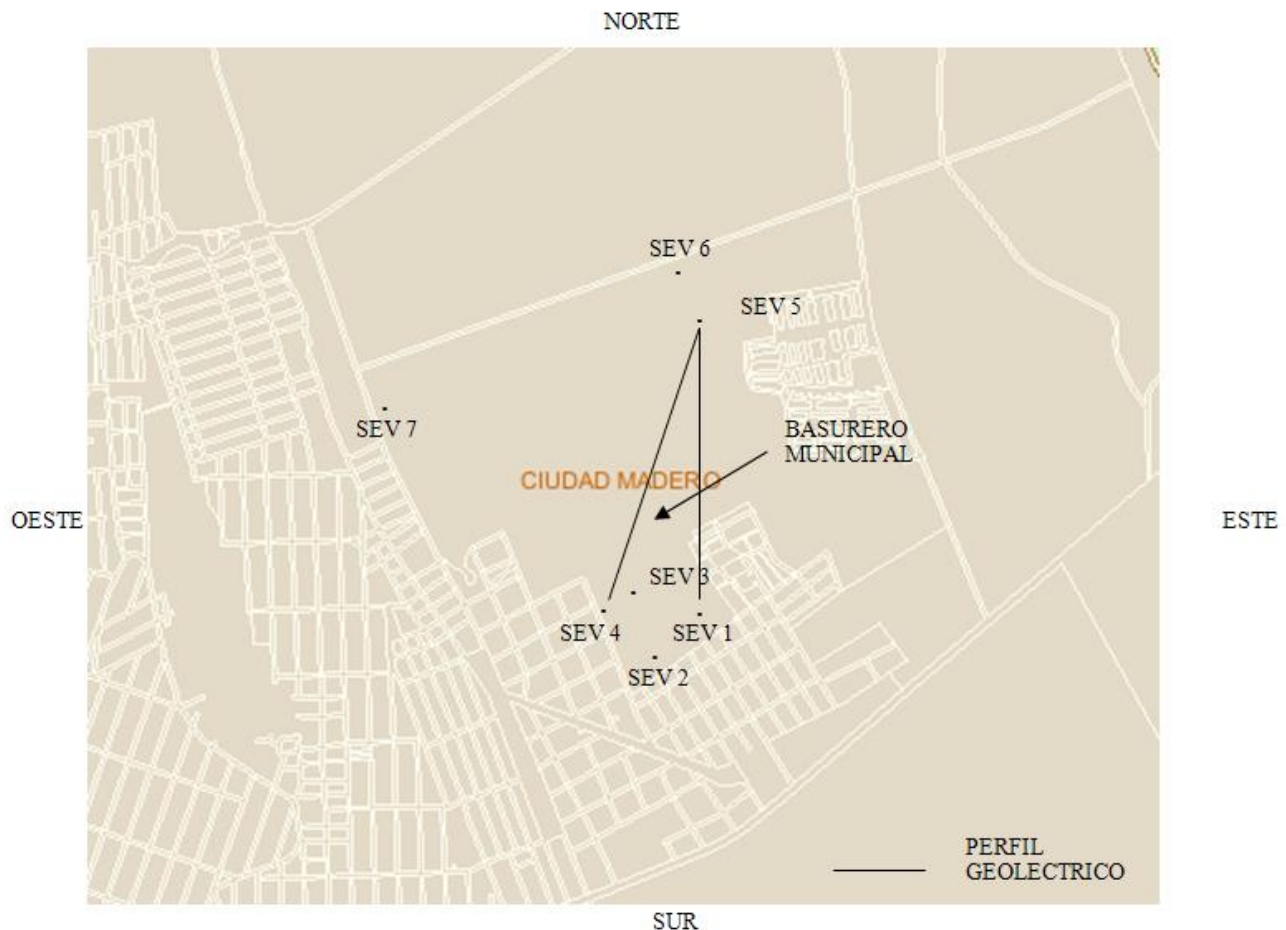 NORTE
SEV 6
SEV 5
SEV 7
BASURERO
MUNICIPAL
CIUDAD MADERO
OESTE
ESTE
SEV 3
SEV 4
SEV 1
SEV 2
PERFIL
GEOLECTRICO
SUR